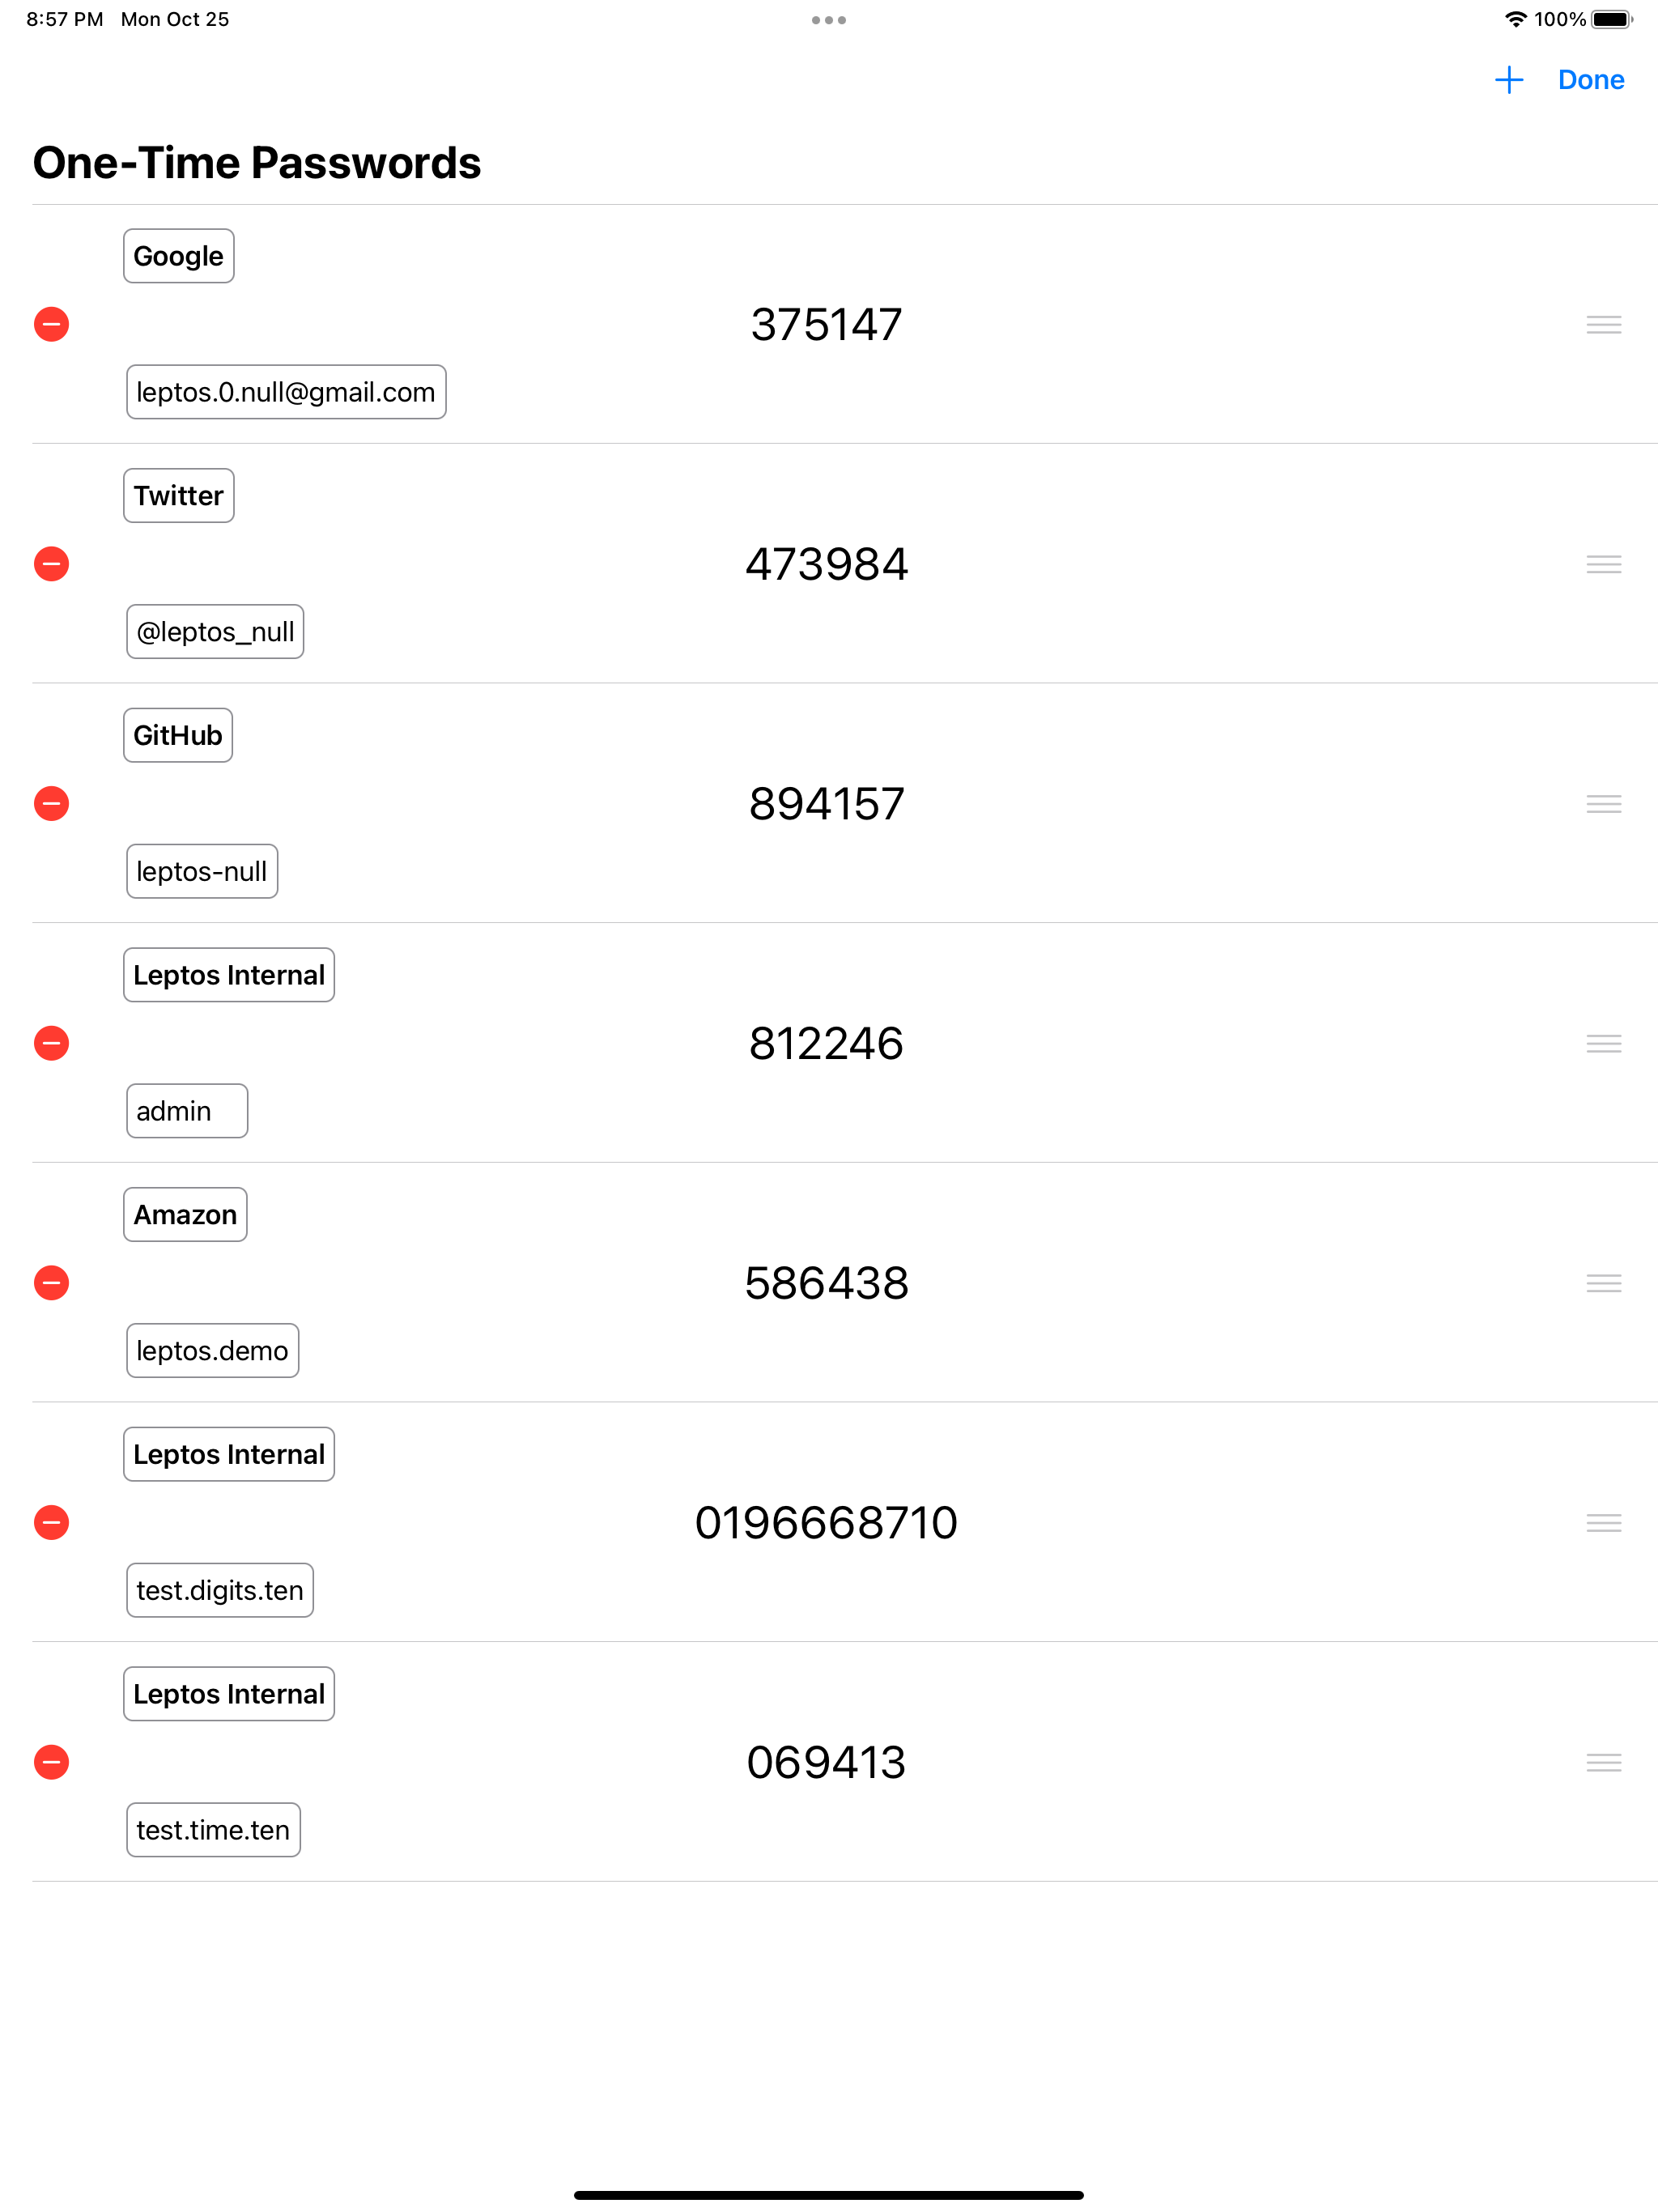 8:57 PM Mon Oct 25 100%
Done
One-Time Passwords
Google
375147
leptos.0.null@gmail.com
Twitter
473984
@leptos_null
GitHub
894157
leptos-null
Leptos Internal
812246
admin
Amazon
586438
leptos.demo
Leptos Internal
0196668710
test.digits.ten
Leptos Internal
069413
test.time.ten